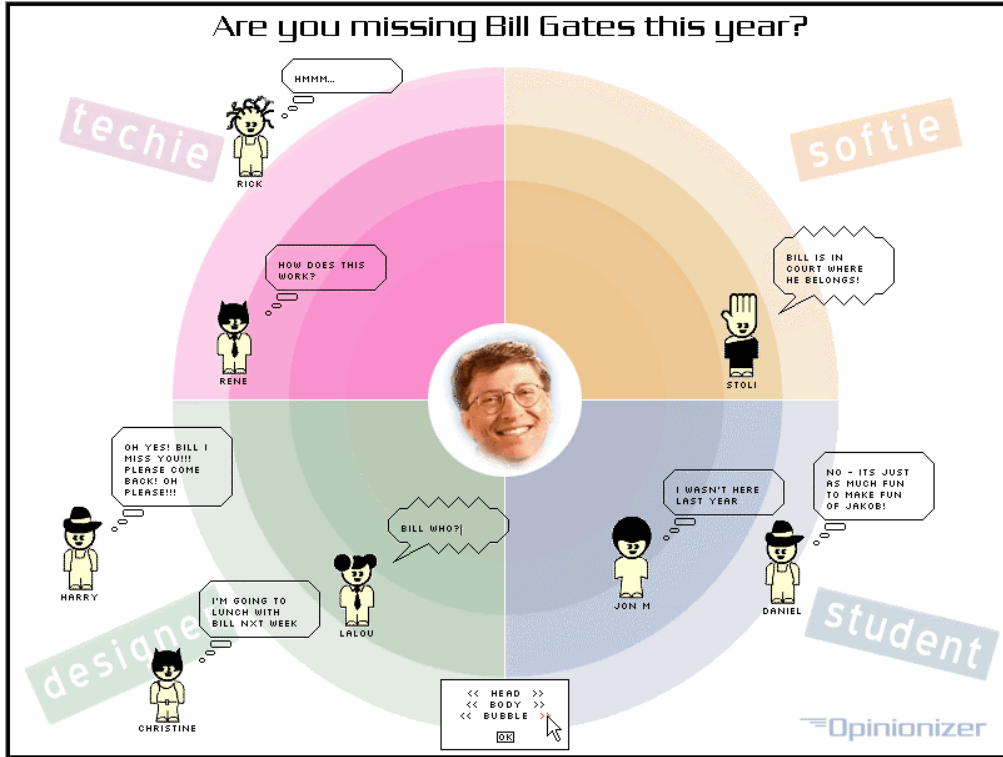 Are you missing Bill Gates this year?
techie
HMMM...
RICK
softie
HOW DOES THIS
WORK?
RENE
BILL IS IN
COURT WHERE
HE BELONGS!
STOLI
OH YES! BILL I
MISS YOU!!!
PLEASE COME
BACK! OH
PLEASE!!!
HARRY
BILL WHO?
LALOU
I WASN'T HERE
LAST YEAR
JON M
NO - ITS JUST
AS MUCH FUN
TO MAKE FUN
OF JAKOB!
DANIEL
designer
I'M GOING TO
LUNCH WITH
BILL NXT WEEK
CHRISTINE
student
<< HEAD >>
<< BODY >>
<< BUBBLE >>
OK
Opinionizer